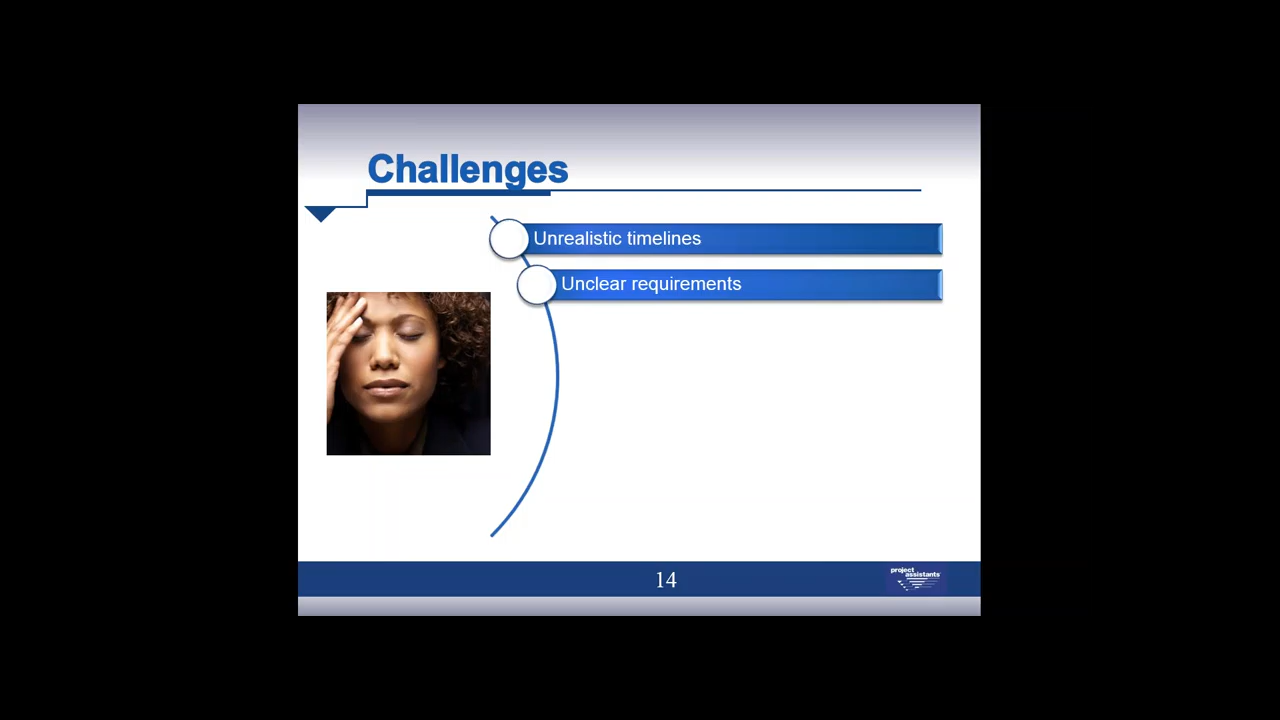 Challenges
Unrealistic timelines
Unclear requirements
14
project
assistants